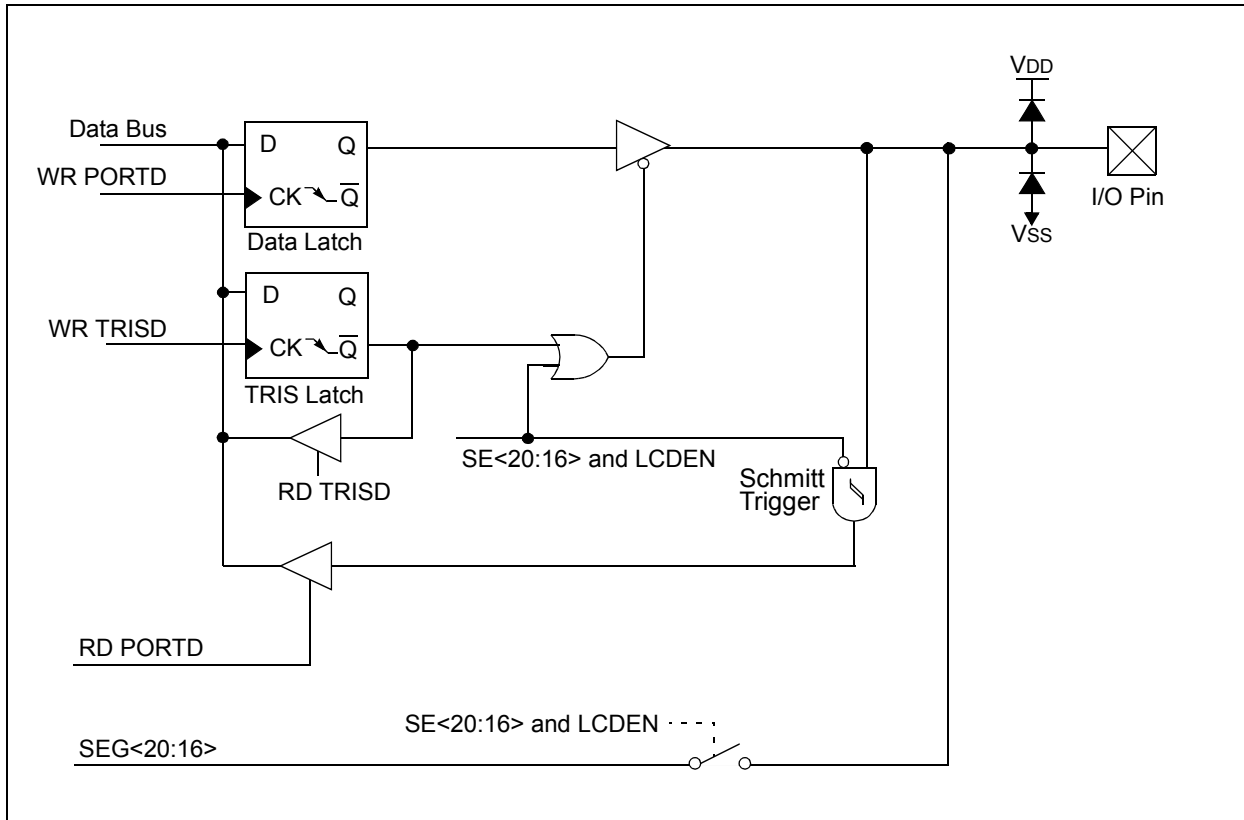 VDD
Data Bus
D Q
WR PORTD
CK Q̅
I/O Pin
Data Latch
VSS
D Q
WR TRISD
CK Q̅
TRIS Latch
SE<20:16> and LCDEN
Schmitt
Trigger
RD TRISD
RD PORTD
SE<20:16> and LCDEN
SEG<20:16>